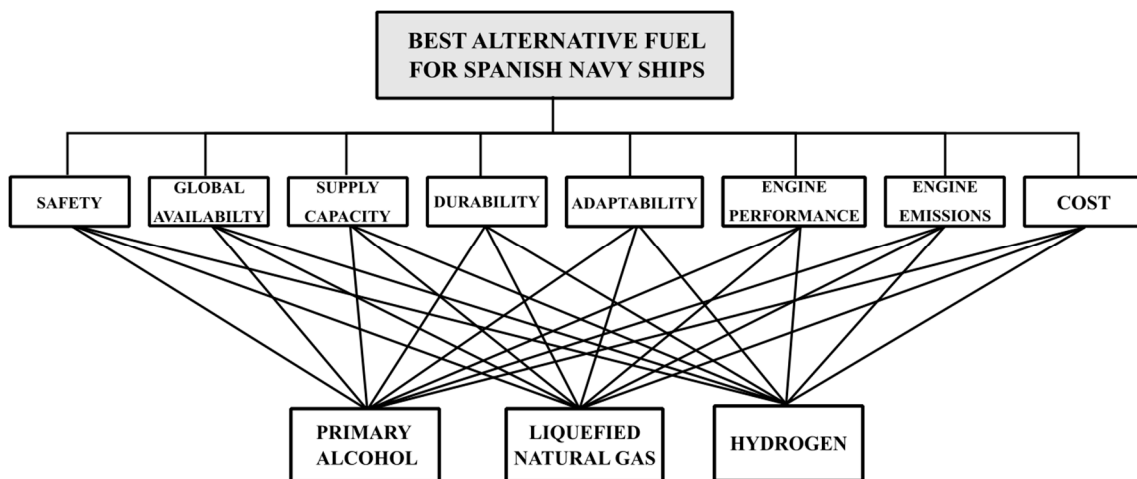 BEST ALTERNATIVE FUEL
FOR SPANISH NAVY SHIPS
SAFETY
GLOBAL
AVAILABILTY
SUPPLY
CAPACITY
DURABILITY
ADAPTABILITY
ENGINE
PERFORMANCE
ENGINE
EMISSIONS
COST
PRIMARY
ALCOHOL
LIQUEFIED
NATURAL GAS
HYDROGEN